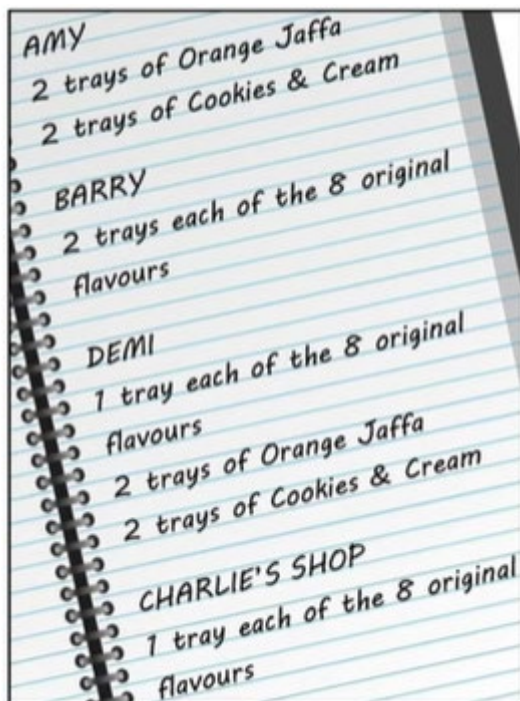 AMY
2 trays of Orange Jaffa
2 trays of Cookies & Cream
BARRY
2 trays each of the 8 original
flavours
DEMI
1 tray each of the 8 original
flavours
2 trays of Orange Jaffa
2 trays of Cookies & Cream
CHARLIE'S SHOP
1 tray each of the 8 original
flavours